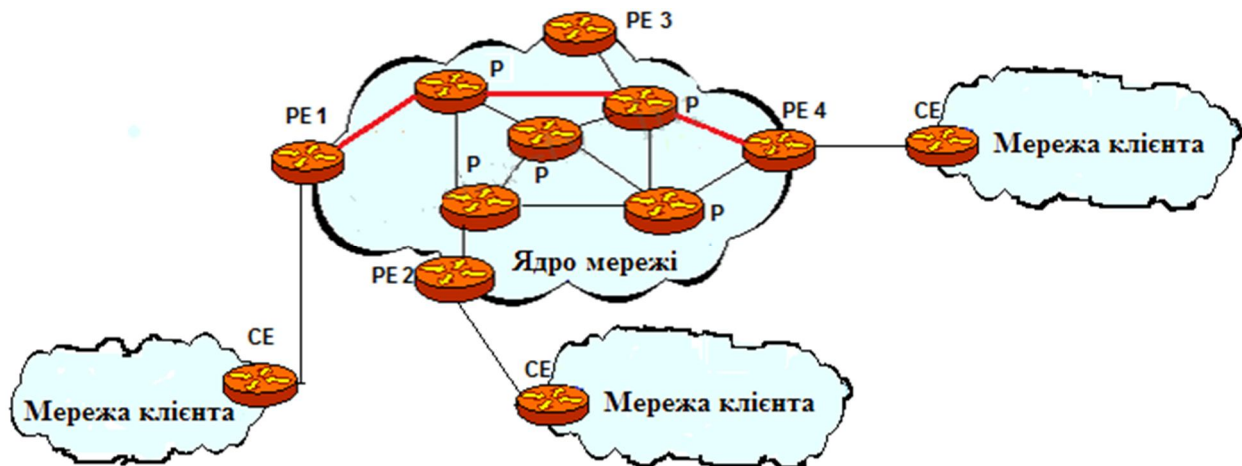 PE 3
P
PE 1
P
PE 4
CE
Мережа клієнта
P
P
P
Ядро мережі
PE 2
CE
Мережа клієнта
CE
Мережа клієнта